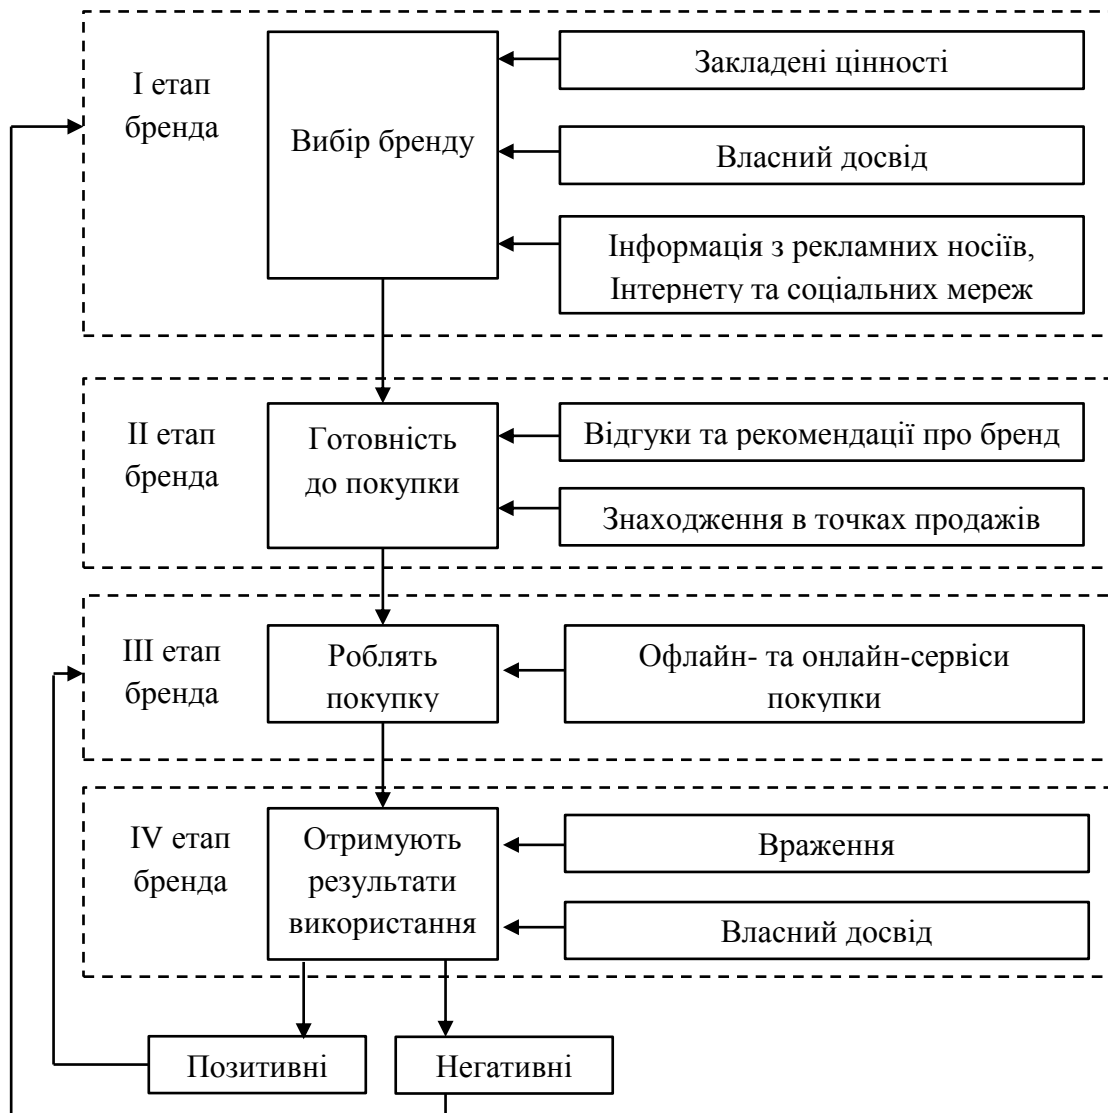 І етап
бренда
Вибір бренду
Закладені цінності
Власний досвід
Інформація з рекламних носіїв,
Інтернету та соціальних мереж
ІІ етап
бренда
Готовність
до покупки
Відгуки та рекомендації про бренд
Знаходження в точках продажів
ІІІ етап
бренда
Роблять
покупку
Офлайн- та онлайн-сервіси
покупки
IV етап
бренда
Отримують
результати
використання
Враження
Власний досвід
Позитивні
Негативні